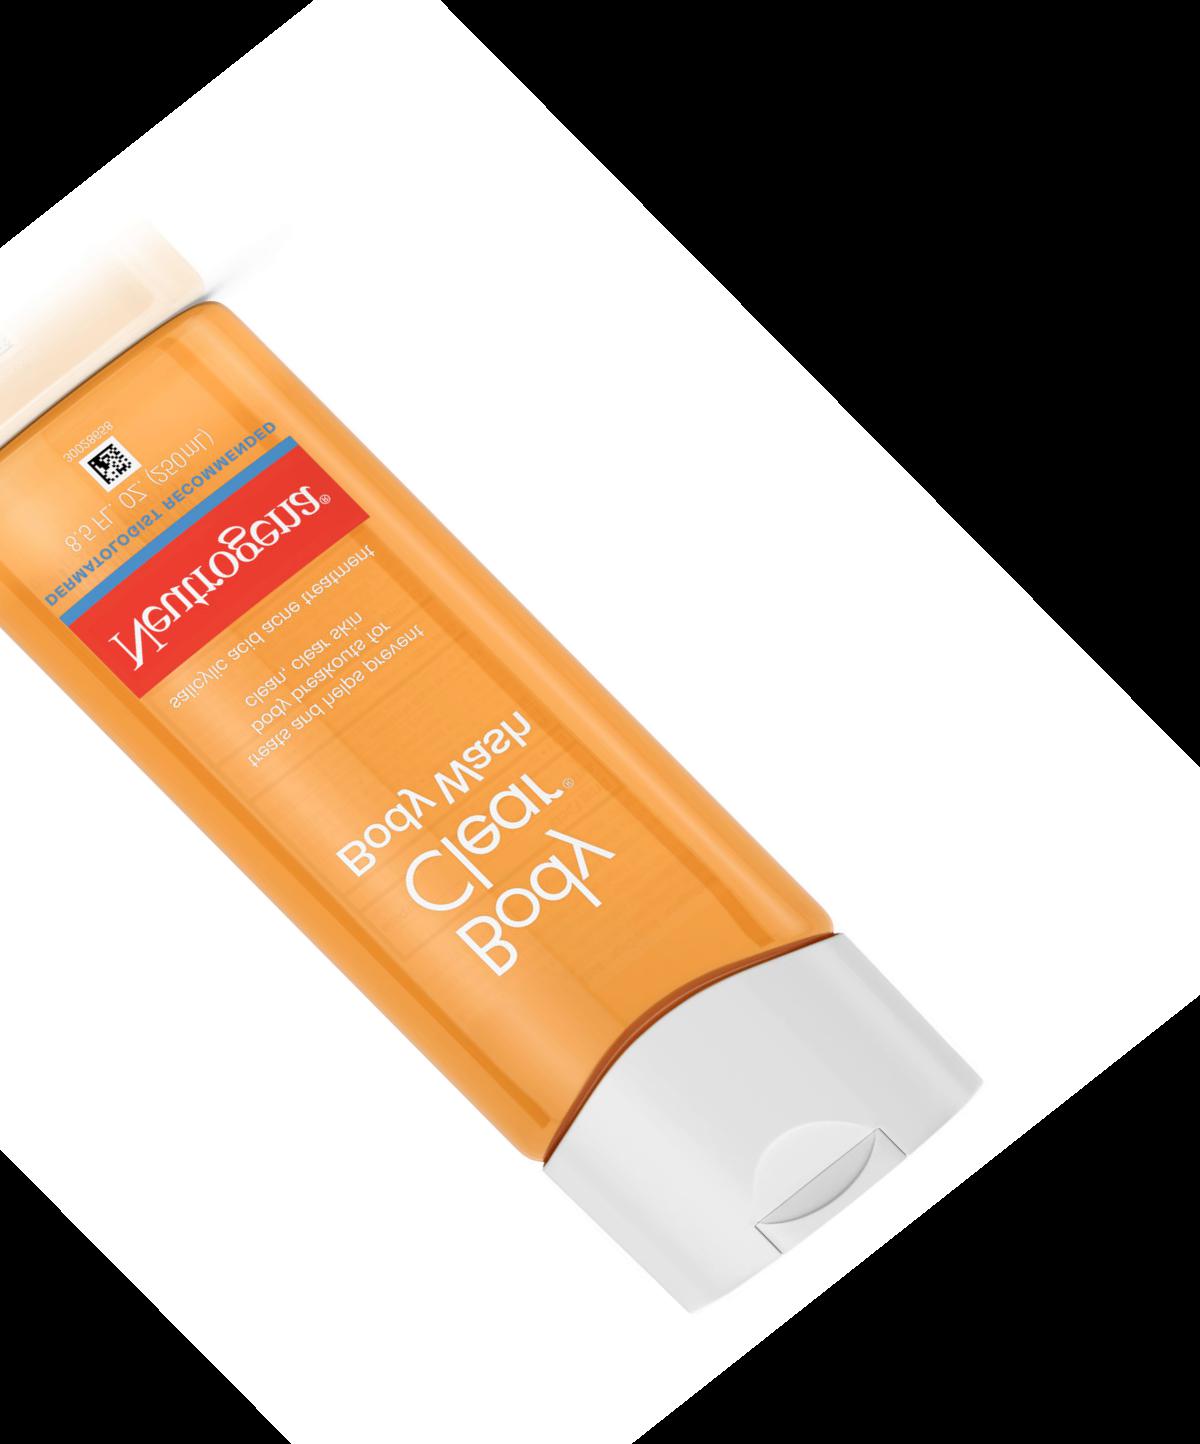 Body
Clear®
Body Wash
treats and helps prevent
body breakouts for
clean, clear skin
salicylic acid acne treatment
Neutrogena®
DERMATOLOGIST RECOMMENDED
8.5 FL. OZ. (250mL)
30028658